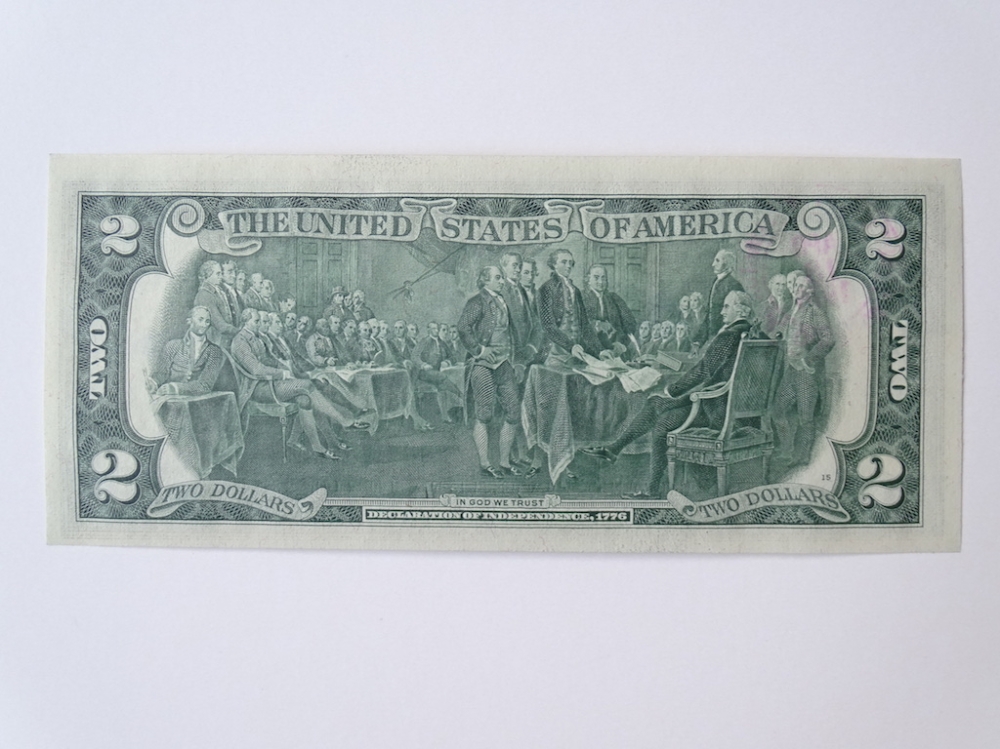 2 THE UNITED STATES OF AMERICA 2
TWO TWO
2 2
15
TWO DOLLARS TWO DOLLARS
IN GOD WE TRUST
DECLARATION OF INDEPENDENCE, 1776